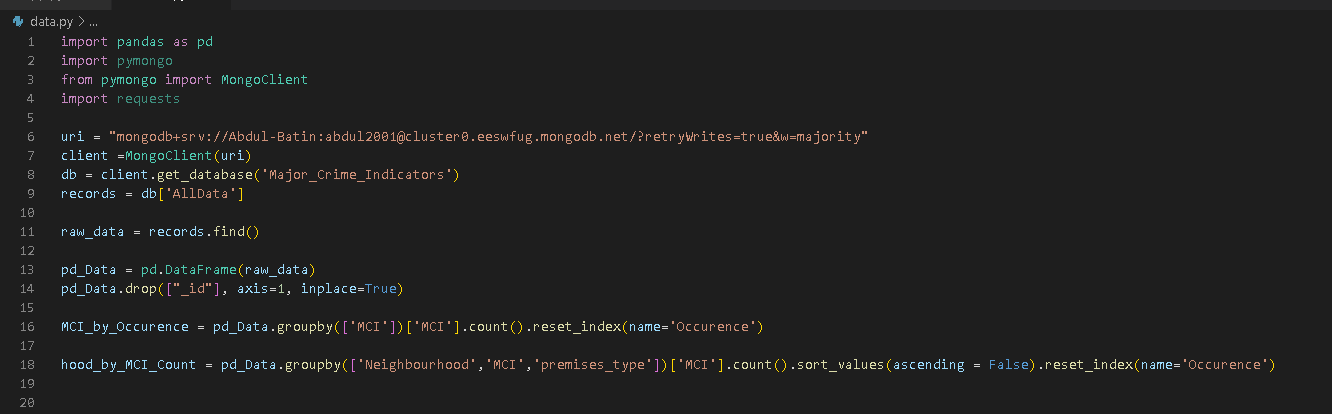 data.py > ...
1 import pandas as pd
2 import pymongo
3 from pymongo import MongoClient
4 import requests
5
6 uri = "mongodb+srv://Abdul-Batin:abdul2001@cluster0.eeswfug.mongodb.net/?retryWrites=true&w=majority"
7 client =MongoClient(uri)
8 db = client.get_database('Major_Crime_Indicators')
9 records = db['AllData']
10
11 raw_data = records.find()
12
13 pd_Data = pd.DataFrame(raw_data)
14 pd_Data.drop(["_id"], axis=1, inplace=True)
15
16 MCI_by_Occurence = pd_Data.groupby(['MCI'])['MCI'].count().reset_index(name='Occurence')
17
18 hood_by_MCI_Count = pd_Data.groupby(['Neighbourhood','MCI','premises_type'])['MCI'].count().sort_values(ascending = False).reset_index(name='Occurence')
19
20